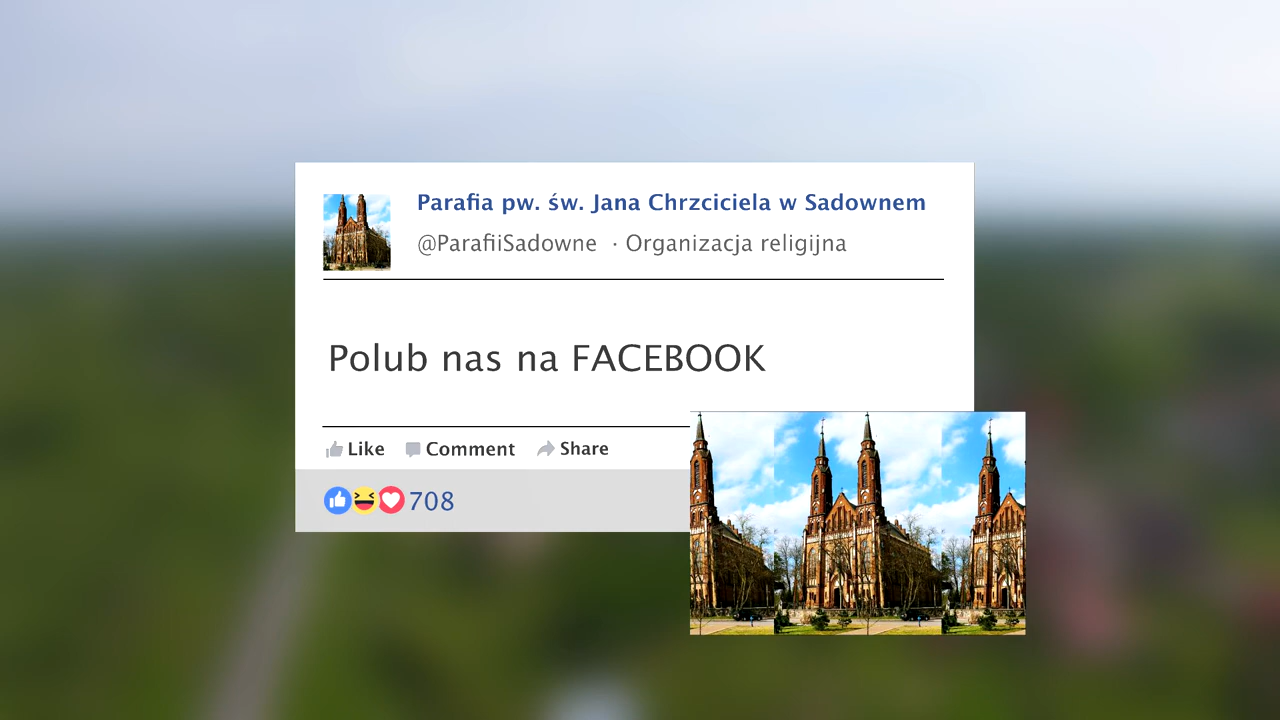 Parafia pw. św. Jana Chrzciciela w Sadownem
@ParafiiSadowne · Organizacja religijna
Polub nas na FACEBOOK
Like Comment Share
708